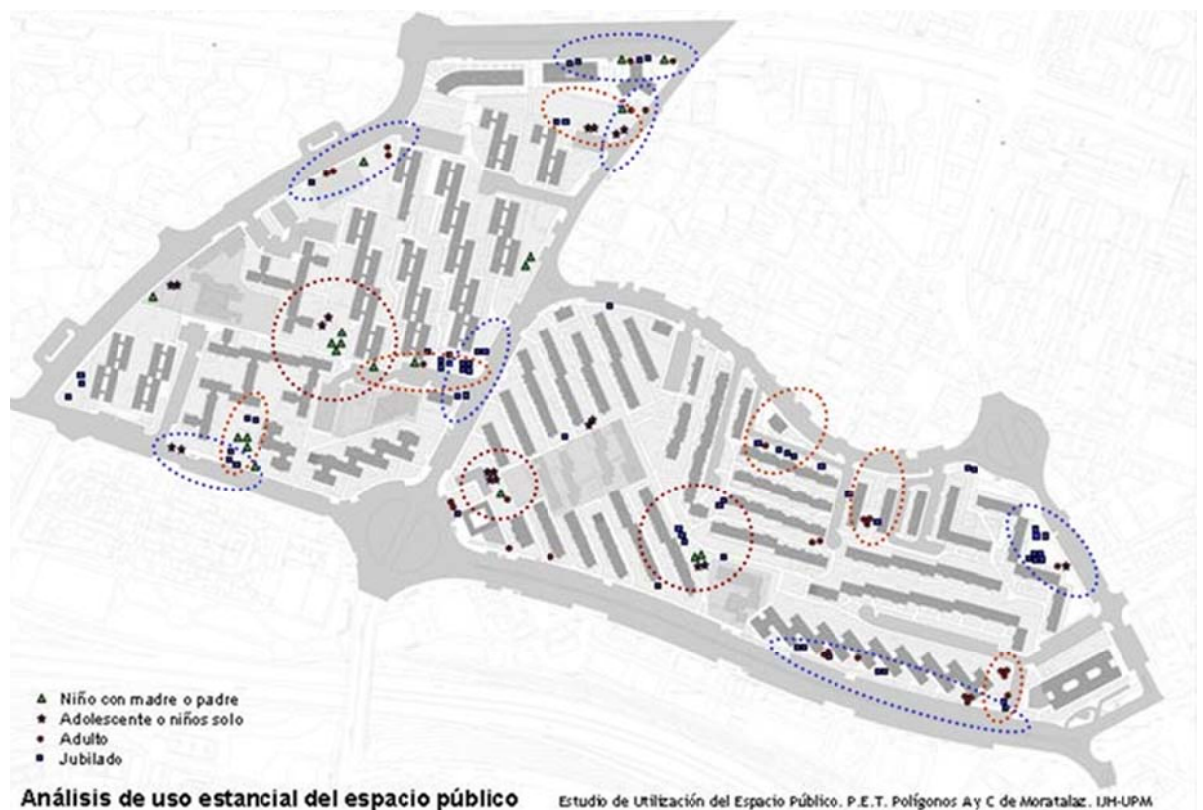 Niño con madre o padre
Adolescente o niños solo
Adulto
Jubilado
Análisis de uso estancial del espacio público
Estudio de Utilización del Espacio Público. P.E.T. Polígonos A y C de Moratalaz. IJH-UPM